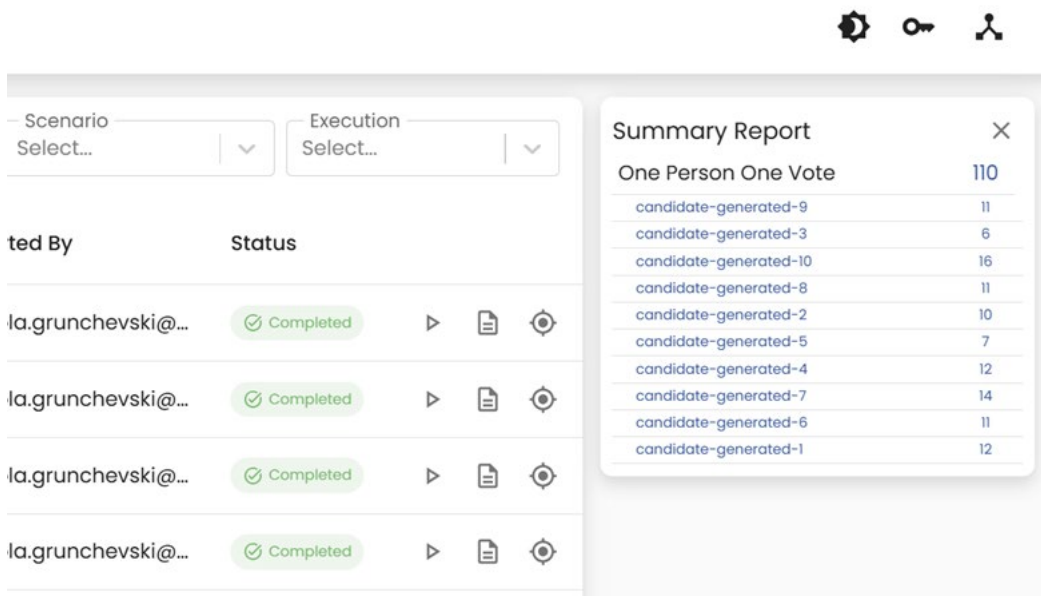 Scenario
Select...
Execution
Select...
ted By
Status
la.grunchevski@...
Completed
la.grunchevski@...
Completed
la.grunchevski@...
Completed
la.grunchevski@...
Completed
Summary Report
One Person One Vote 110
candidate-generated-9 11
candidate-generated-3 6
candidate-generated-10 16
candidate-generated-8 11
candidate-generated-2 10
candidate-generated-5 7
candidate-generated-4 12
candidate-generated-7 14
candidate-generated-6 11
candidate-generated-1 12